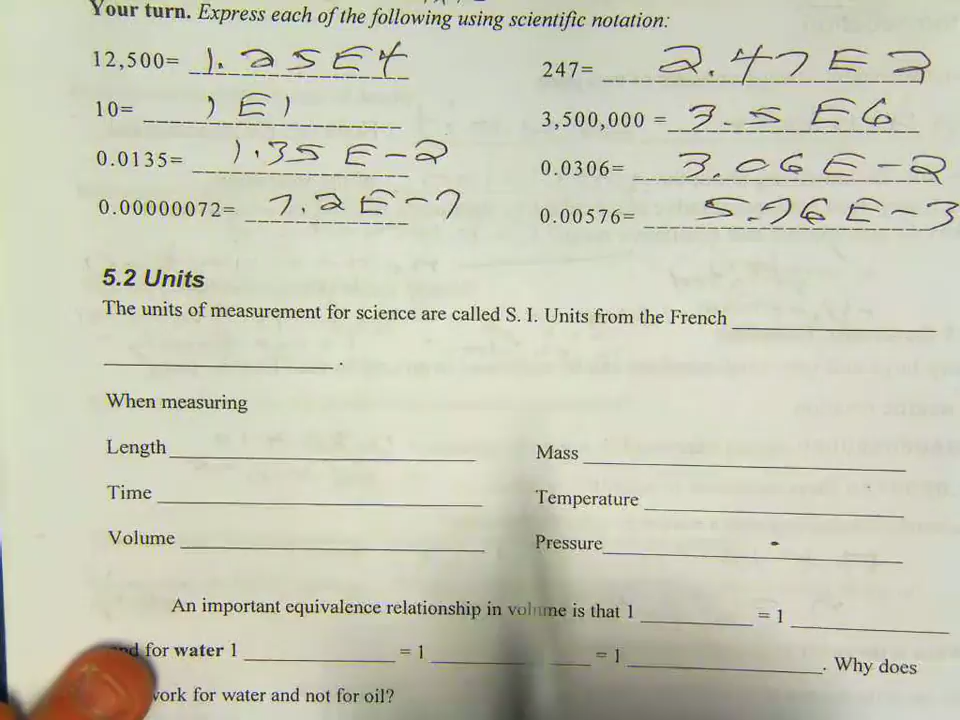 Your turn. Express each of the following using scientific notation:
12,500= 1.25E4 247= 2.47E2
10= 1E1 3,500,000 = 3.5E6
0.0135= 1.35E-2 0.0306= 3.06E-2
0.00000072= 7.2E-7 0.00576= 5.76E-3
5.2 Units
The units of measurement for science are called S. I. Units from the French
.
When measuring
Length Mass
Time Temperature
Volume Pressure
An important equivalence relationship in volume is that 1 = 1
for water 1 = 1 = 1 . Why does
work for water and not for oil?